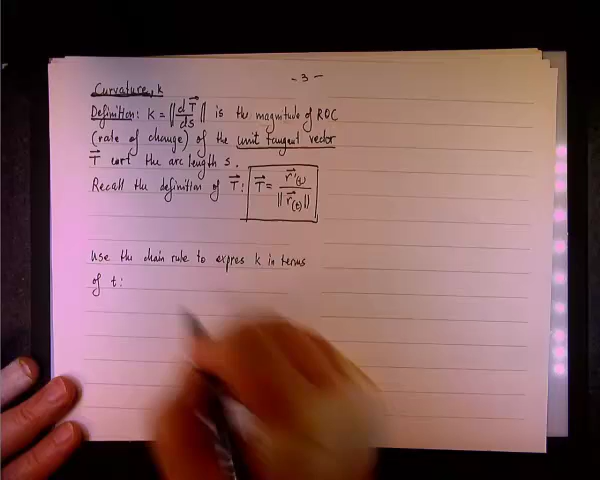 - 3 -
Curvature, k
Definition: K = ||dT⃗/ds|| is the magnitude of ROC
(rate of change) of the unit tangent vector
T⃗ wrt the arc length s.
Recall the definition of T⃗: T⃗ = r⃗'(t) / ||r⃗(t)||
Use the chain rule to expres k in terms
of t: